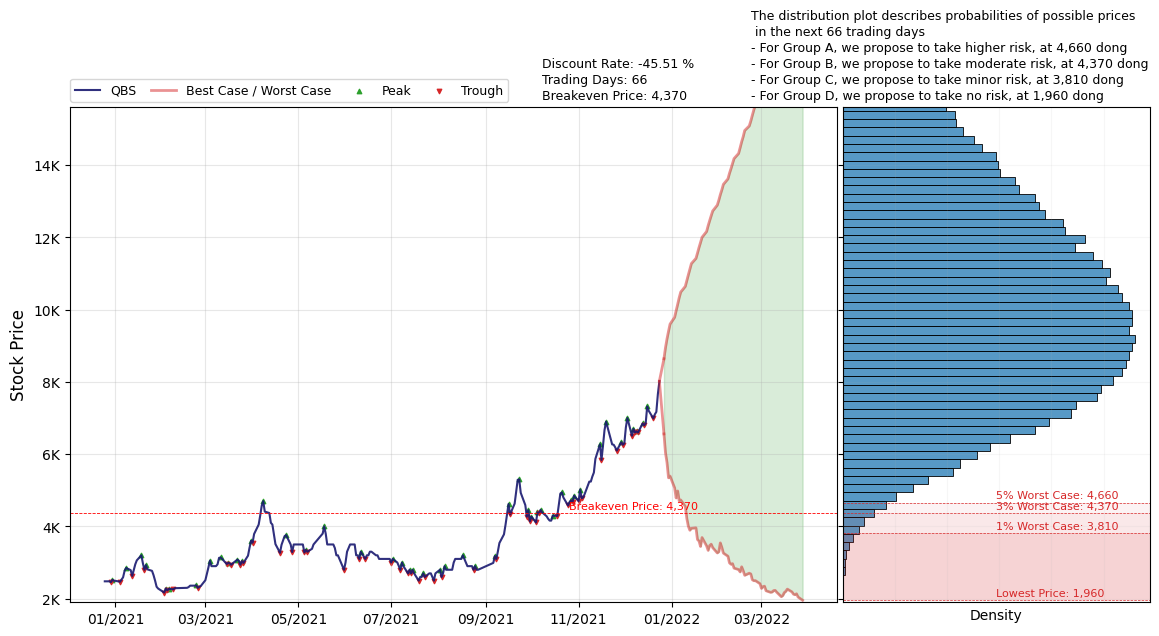 The distribution plot describes probabilities of possible prices
in the next 66 trading days
- For Group A, we propose to take higher risk, at 4,660 dong
- For Group B, we propose to take moderate risk, at 4,370 dong
- For Group C, we propose to take minor risk, at 3,810 dong
- For Group D, we propose to take no risk, at 1,960 dong
Discount Rate: -45.51 %
Trading Days: 66
Breakeven Price: 4,370
QBS
Best Case / Worst Case
Peak
Trough
Stock Price
14K
12K
10K
8K
6K
4K
2K
Breakeven Price: 4,370
5% Worst Case: 4,660
3% Worst Case: 4,370
1% Worst Case: 3,810
Lowest Price: 1,960
01/2021
03/2021
05/2021
07/2021
09/2021
11/2021
01/2022
03/2022
Density